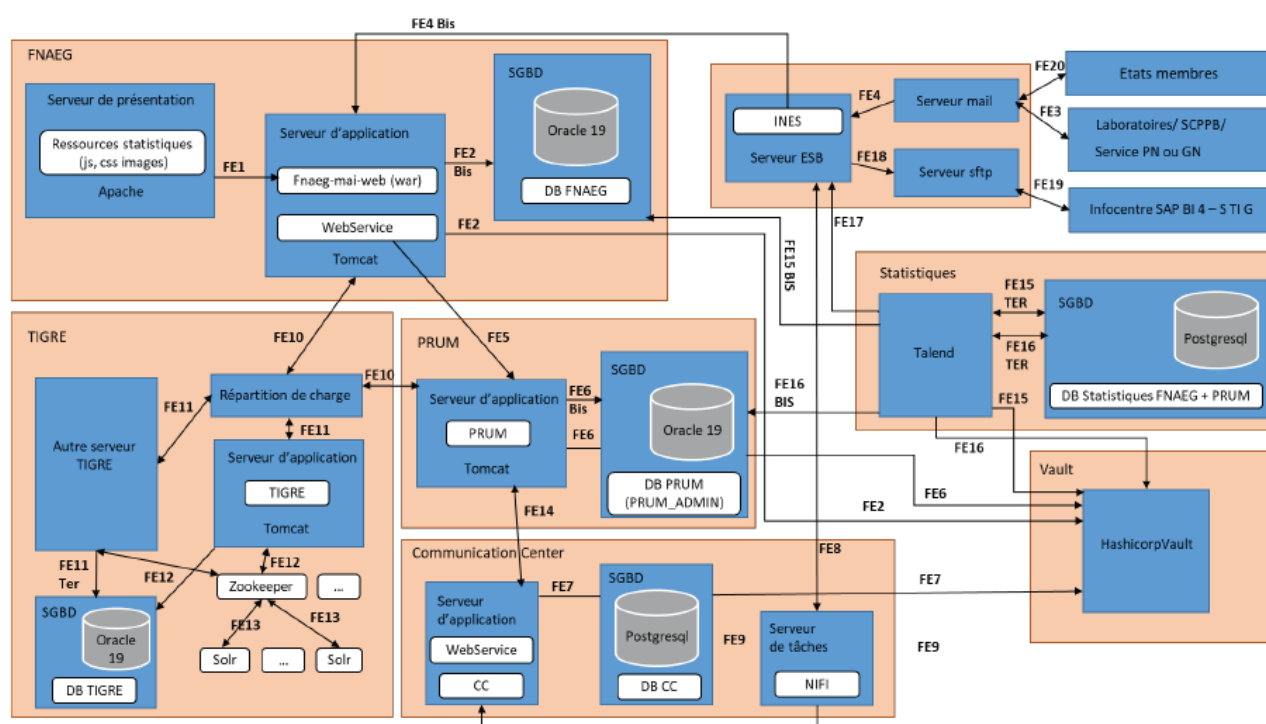 FE4 Bis
FNAEG
Serveur de présentation
Ressources statistiques
(js, css images)
Apache
FE1
Serveur d'application
Fnaeg-mai-web (war)
WebService
Tomcat
FE2
Bis
FE2
SGBD
Oracle 19
DB FNAEG
INES
Serveur ESB
FE4
Serveur mail
FE18
Serveur sftp
FE20
FE3
FE19
Etats membres
Laboratoires/ SCPPB/
Service PN ou GN
Infocentre SAP BI 4 – S TI G
FE17
FE15 BIS
Statistiques
Talend
FE15
TER
FE16
TER
SGBD
Postgresql
DB Statistiques FNAEG + PRUM
FE15
FE16
TIGRE
FE10
Répartition de charge
FE10
FE11
FE11
Autre serveur
TIGRE
Serveur d'application
TIGRE
Tomcat
FE11
Ter
FE12
FE12
Zookeeper
...
FE13
FE13
Solr
...
Solr
SGBD
Oracle
19
DB TIGRE
FE5
PRUM
Serveur d'application
PRUM
Tomcat
FE6
Bis
FE6
SGBD
Oracle 19
DB PRUM
(PRUM_ADMIN)
FE16
BIS
FE14
FE6
FE2
Vault
HashicorpVault
Communication Center
Serveur
d'application
WebService
CC
FE7
SGBD
Postgresql
DB CC
FE9
FE8
Serveur
de tâches
NIFI
FE7
FE9